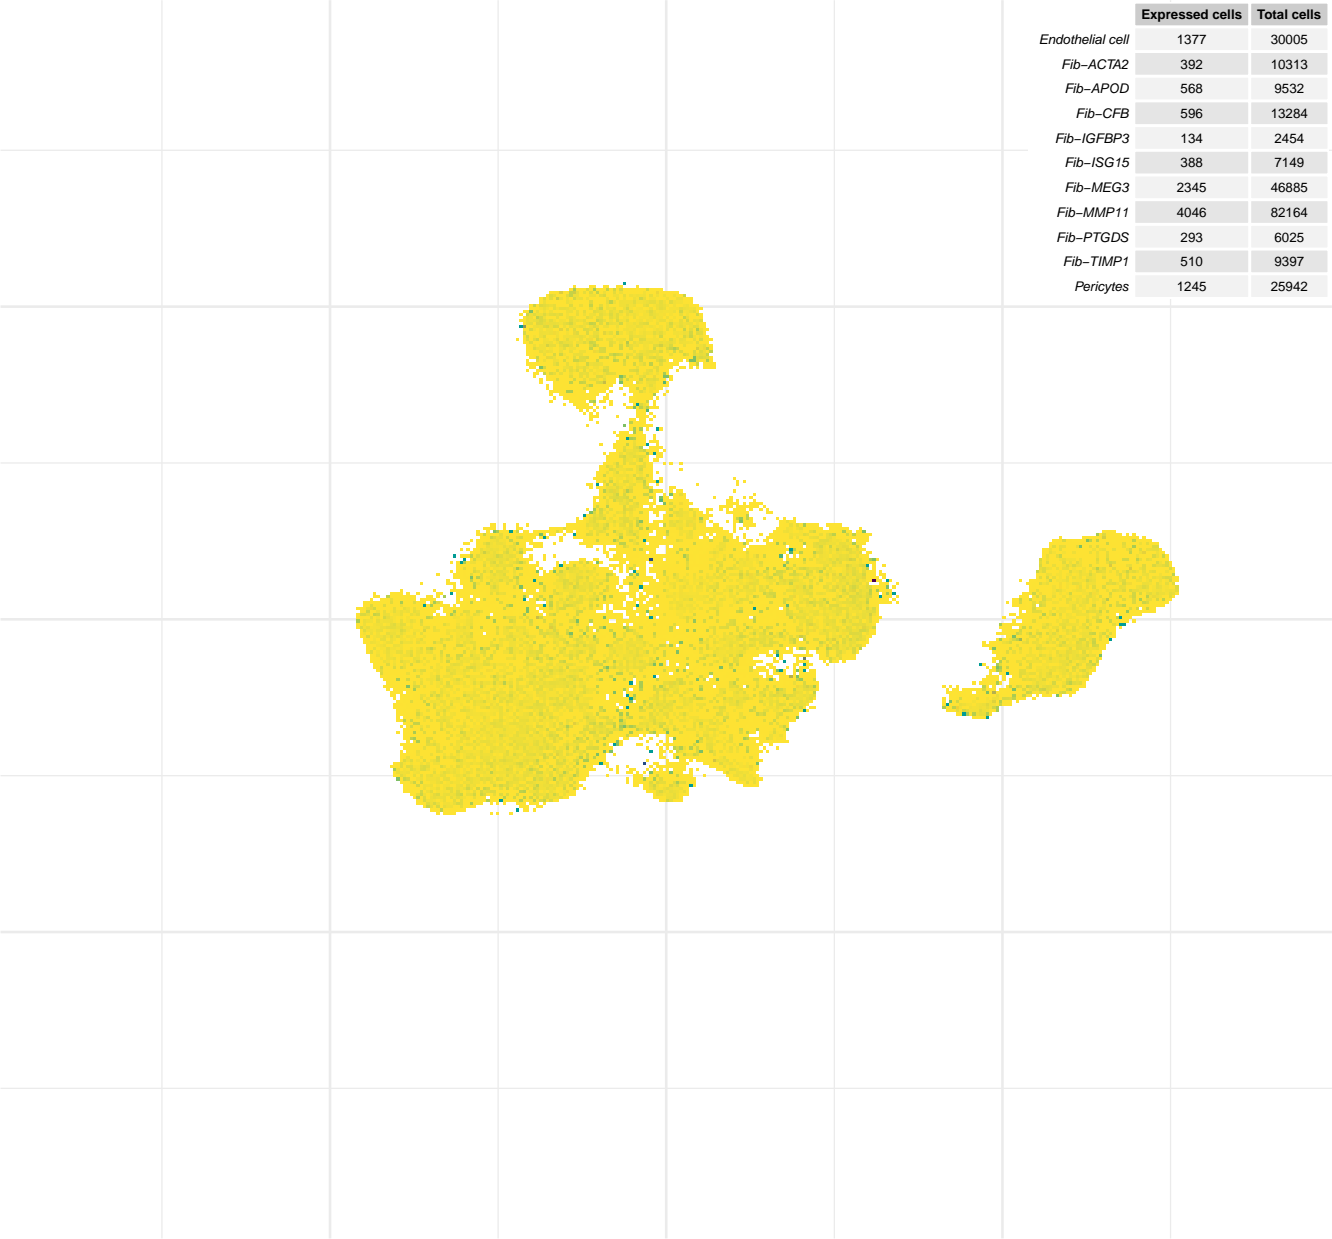 Expressed cells Total cells
Endothelial cell 1377 30005
Fib−ACTA2 392 10313
Fib−APOD 568 9532
Fib−CFB 596 13284
Fib−IGFBP3 134 2454
Fib−ISG15 388 7149
Fib−MEG3 2345 46885
Fib−MMP11 4046 82164
Fib−PTGDS 293 6025
Fib−TIMP1 510 9397
Pericytes 1245 25942